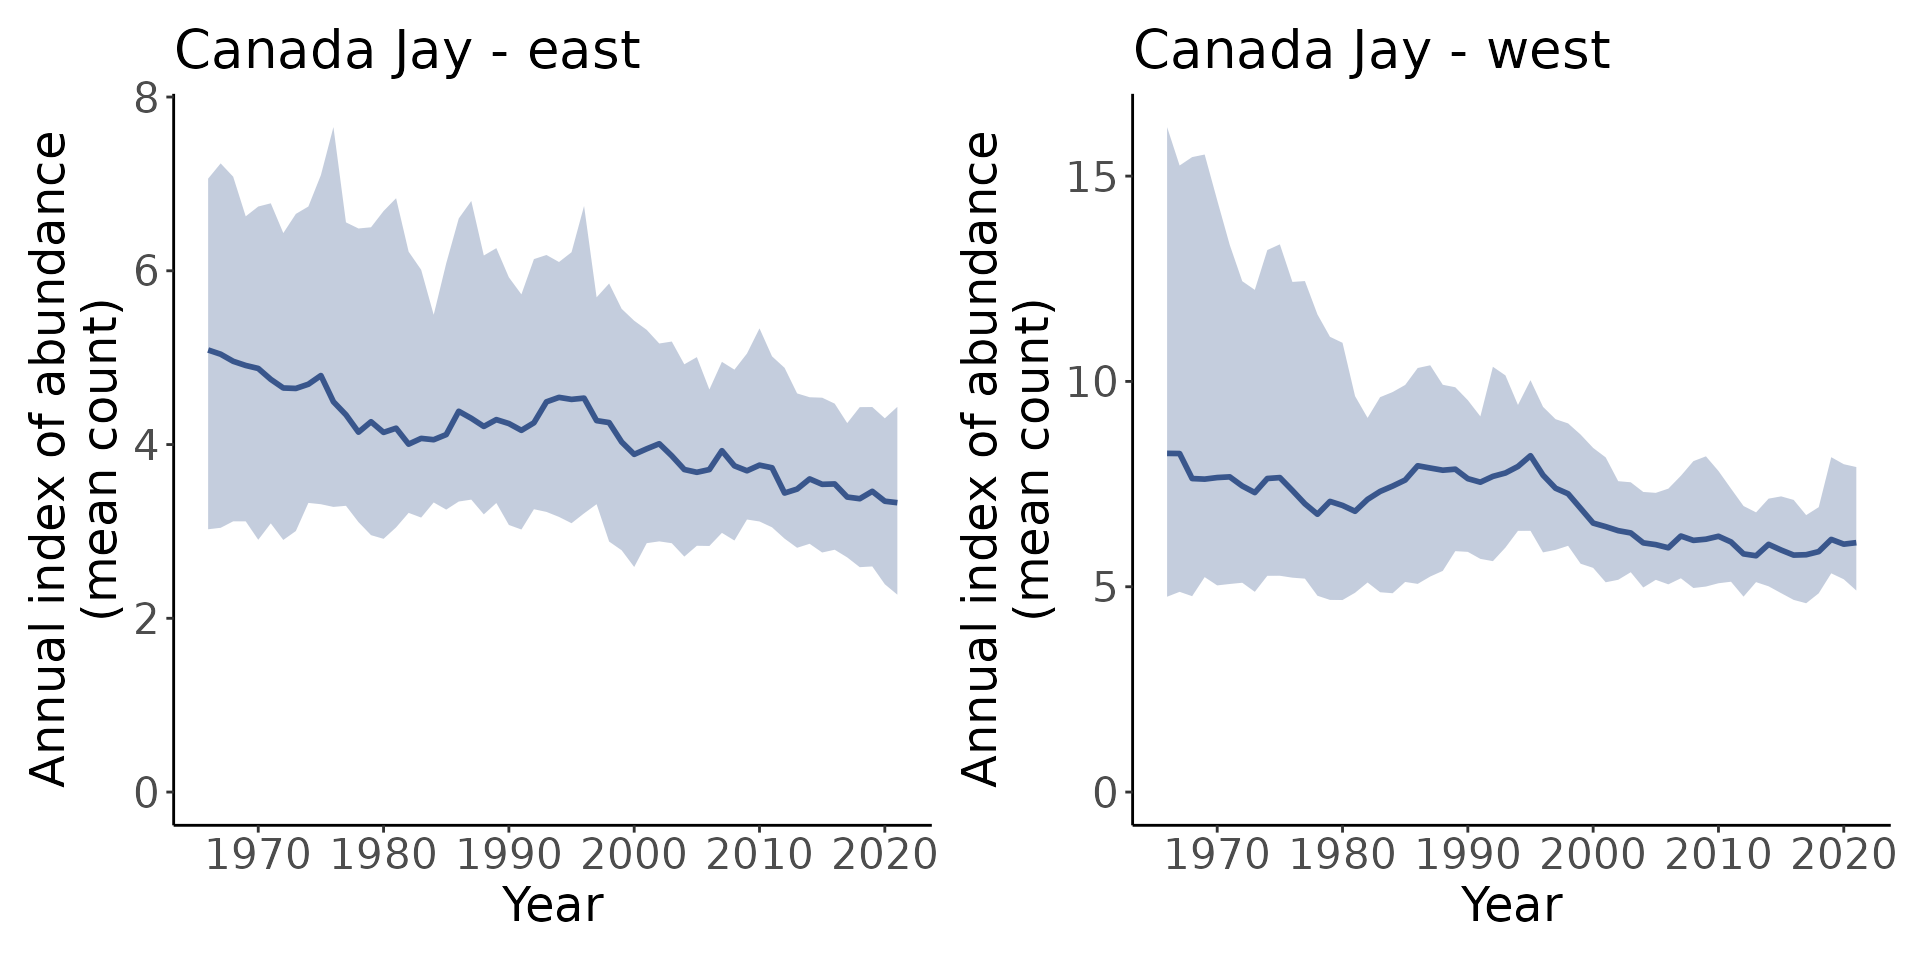 Canada Jay - east
Annual index of abundance
(mean count)
8
6
4
2
0
1970 1980 1990 2000 2010 2020
Year
Canada Jay - west
Annual index of abundance
(mean count)
15
10
5
0
1970 1980 1990 2000 2010 2020
Year